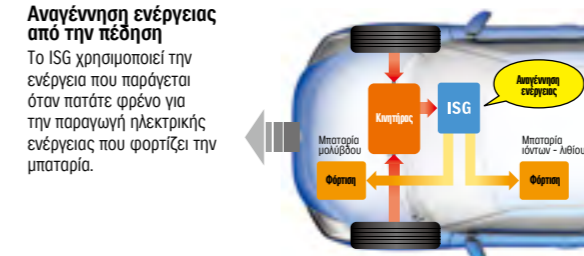 Αναγέννηση ενέργειας
από την πέδηση
Το ISG χρησιμοποιεί την
ενέργεια που παράγεται
όταν πατάτε φρένο για
την παραγωγή ηλεκτρικής
ενέργειας που φορτίζει την
μπαταρία.
Κινητήρας
ISG
Αναγέννηση
ενέργειας
Μπαταρία
μολύβδου
Φόρτιση
Μπαταρία
ιόντων - λιθίου
Φόρτιση